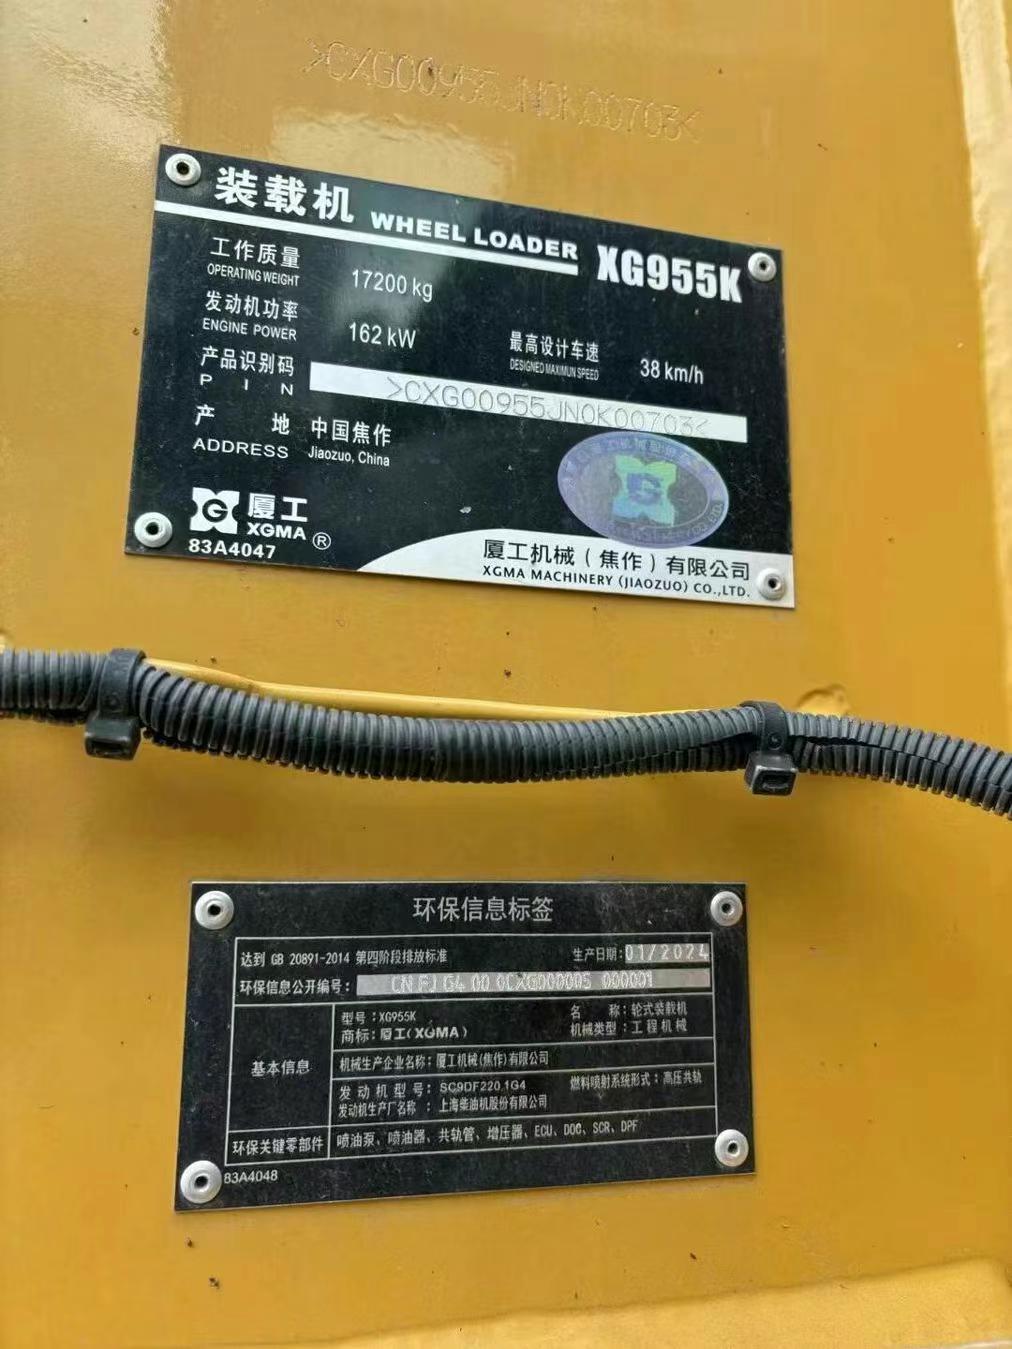 >CXG00955JN0K00703<
装载机 WHEEL LOADER XG955K
工作质量 17200 kg
OPERATING WEIGHT
发动机功率 162 kW 最高设计车速 38 km/h
ENGINE POWER DESIGNED MAXIMUN SPEED
产品识别码 >CXG00955JN0K00703<
P I N
产 地 中国焦作
ADDRESS Jiaozuo, China
厦工
XGMA ®
83A4047
厦工机械（焦作）有限公司
XGMA MACHINERY (JIAOZUO) CO.,LTD.
环保信息标签
达到 GB 20891-2014 第四阶段排放标准 生产日期: 01/2024
环保信息公开编号: CN FJ G4 00 0CXG000005 000001
基本信息
型号: XG955K 名 称: 轮式装载机
商标: 厦工(XGMA) 机械类型: 工程机械
机械生产企业名称: 厦工机械(焦作)有限公司
发动机型号: SC9DF220.1G4 燃料喷射系统形式: 高压共轨
发动机生产厂名称: 上海柴油机股份有限公司
环保关键零部件 喷油泵、喷油器、共轨管、增压器、ECU、DOC、SCR、DPF
83A4048